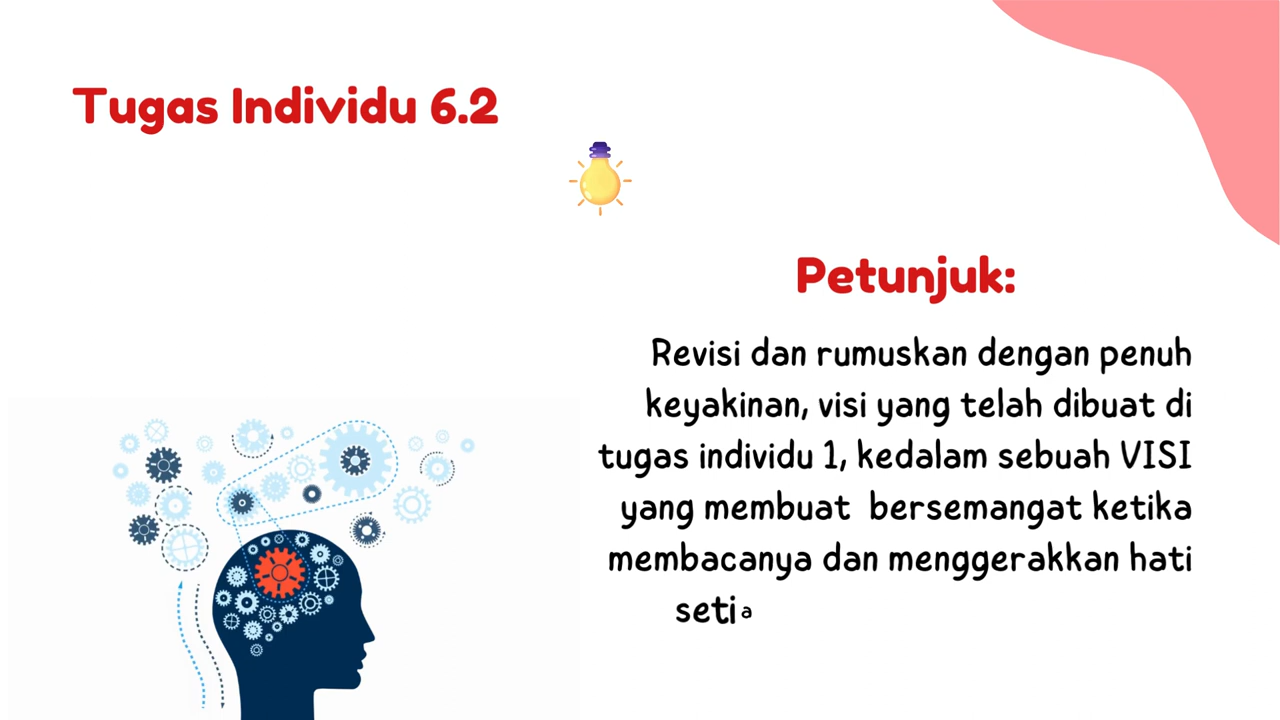 Tugas Individu 6.2
Petunjuk:
Revisi dan rumuskan dengan penuh
keyakinan, visi yang telah dibuat di
tugas individu 1, kedalam sebuah VISI
yang membuat bersemangat ketika
membacanya dan menggerakkan hati
setia